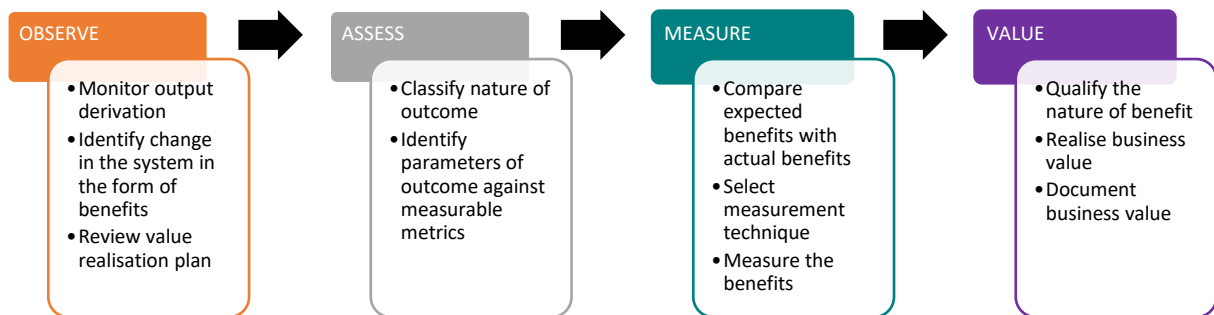 OBSERVE
• Monitor output
derivation
• Identify change
in the system in
the form of
benefits
• Review value
realisation plan
ASSESS
• Classify nature of
outcome
• Identify
parameters of
outcome against
measurable
metrics
MEASURE
• Compare
expected
benefits with
actual benefits
• Select
measurement
technique
• Measure the
benefits
VALUE
• Qualify the
nature of benefit
• Realise business
value
• Document
business value